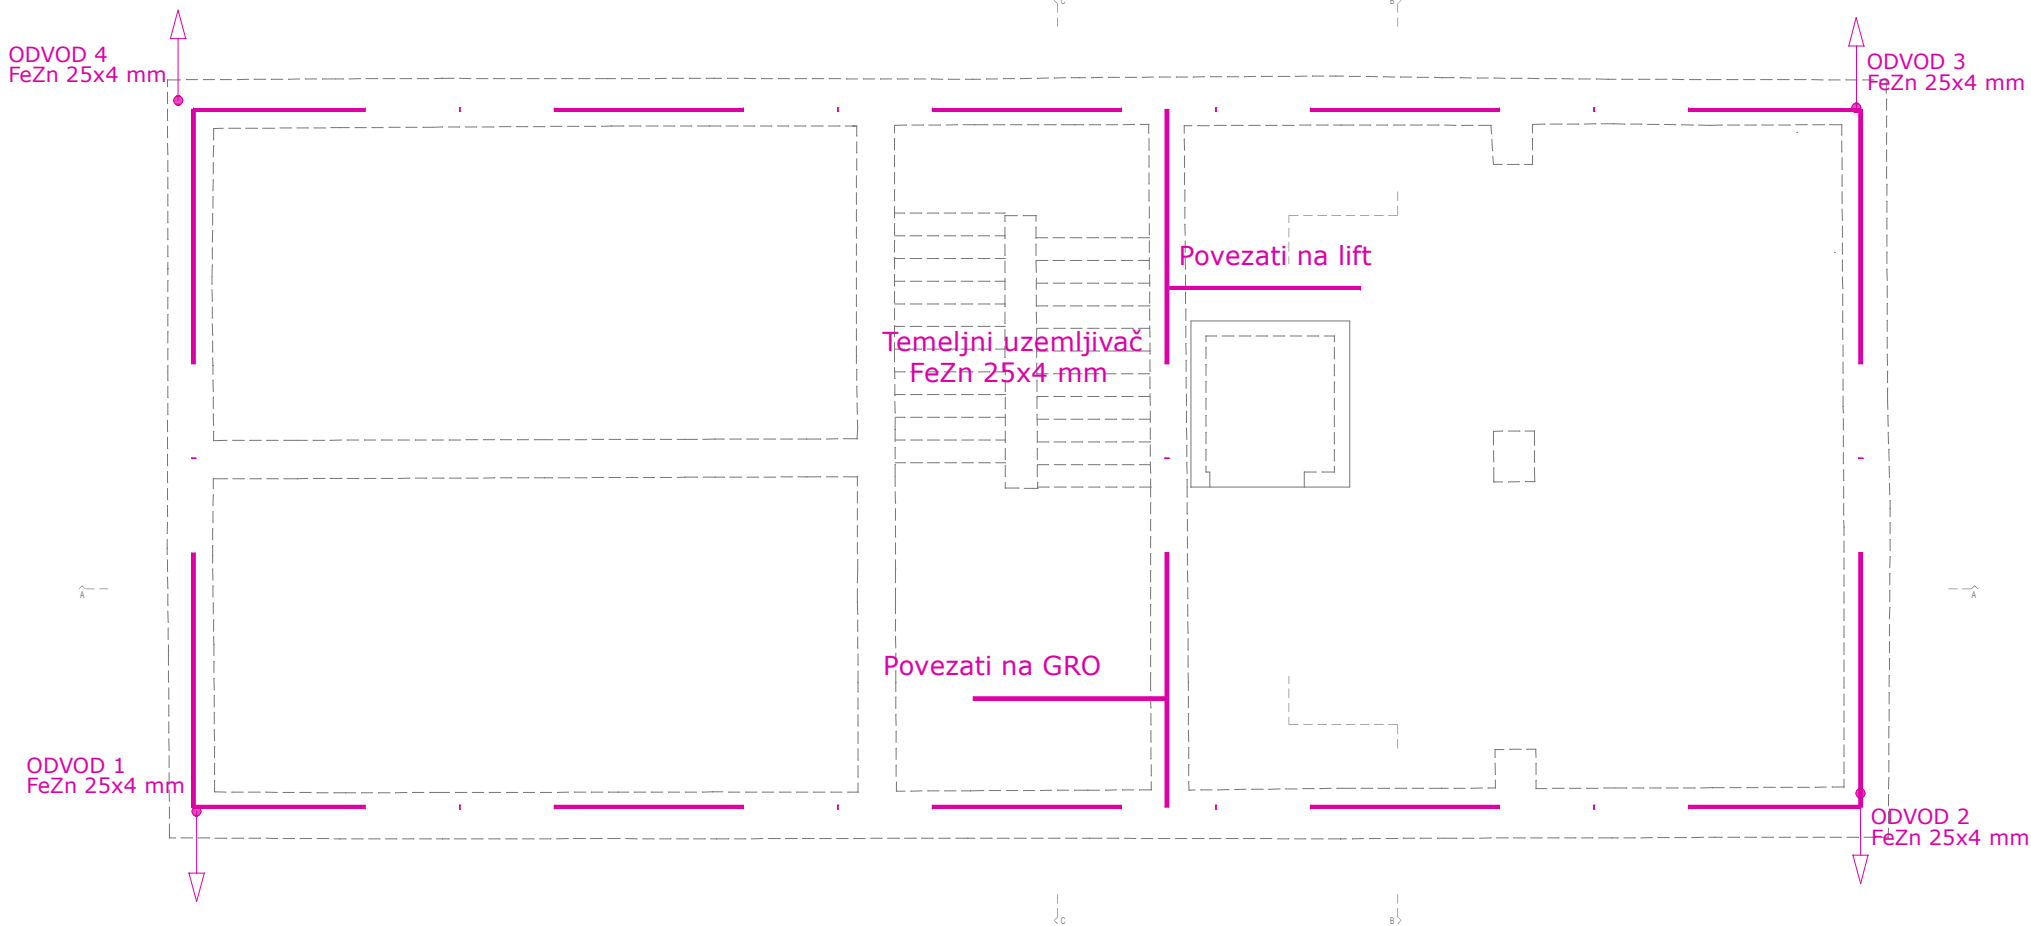 C
B
ODVOD 4
FeZn 25x4 mm
ODVOD 3
FeZn 25x4 mm
Povezati na lift
Temeljni uzemljivač
FeZn 25x4 mm
A
A
Povezati na GRO
ODVOD 1
FeZn 25x4 mm
ODVOD 2
FeZn 25x4 mm
C
B